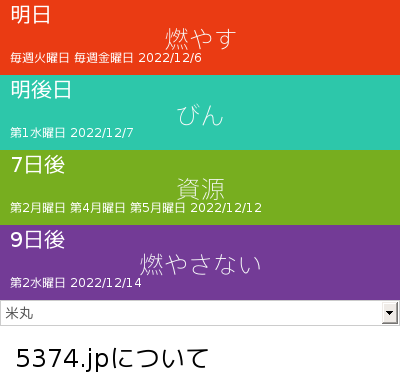 明日
燃やす
毎週火曜日 毎週金曜日 2022/12/6
明後日
びん
第1水曜日 2022/12/7
7日後
資源
第2月曜日 第4月曜日 第5月曜日 2022/12/12
9日後
燃やさない
第2水曜日 2022/12/14
米丸
5374.jpについて